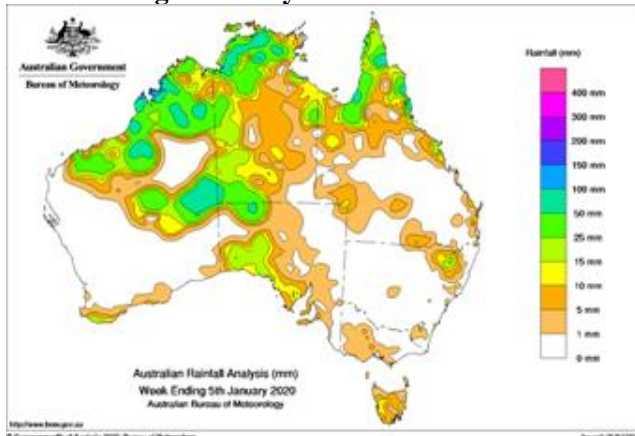 Australian Government
Bureau of Meteorology
Rainfall (mm)
400 mm
300 mm
200 mm
150 mm
100 mm
50 mm
25 mm
15 mm
10 mm
5 mm
1 mm
0 mm
Australian Rainfall Analysis (mm)
Week Ending 5th January 2020
Australian Bureau of Meteorology
http://www.bom.gov.au